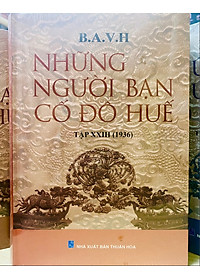 B.A.V.H
NHỮNG
NGƯỜI BẠN
CỐ ĐÔ HUẾ
TẬP XXIII (1936)
NHÀ XUẤT BẢN THUẬN HÓA